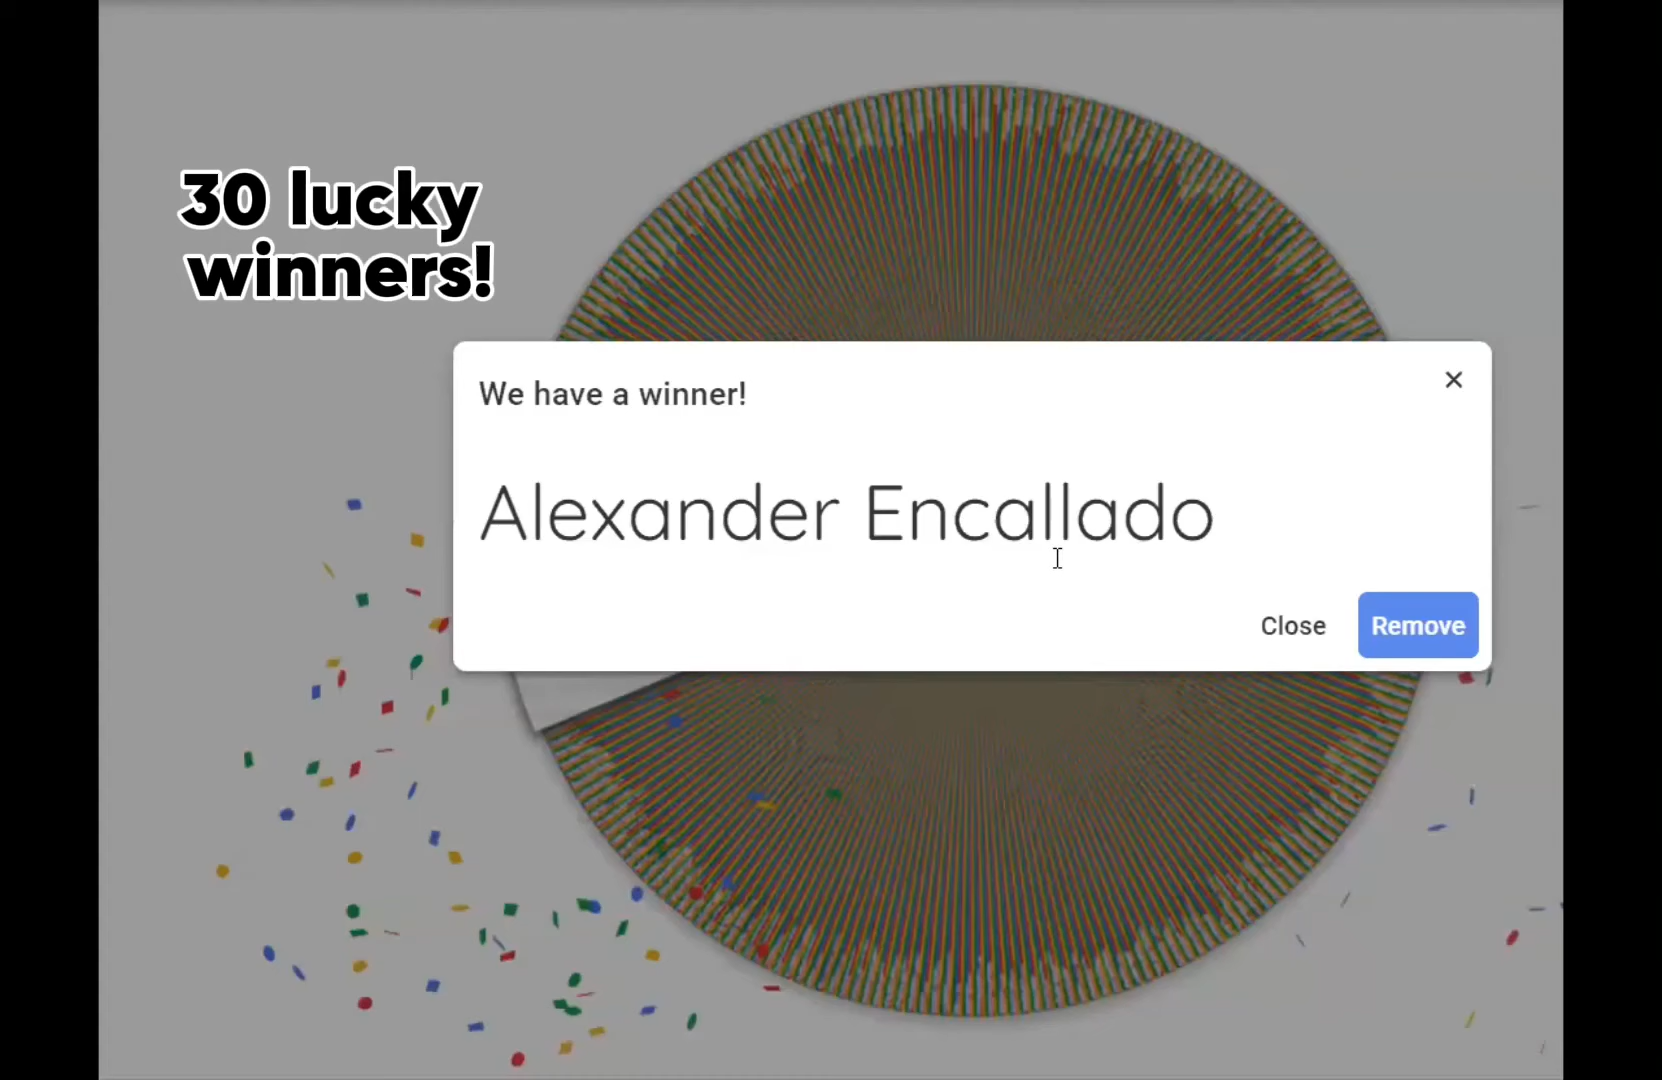 30 lucky
winners!
We have a winner!
Alexander Encallado
Close
Remove